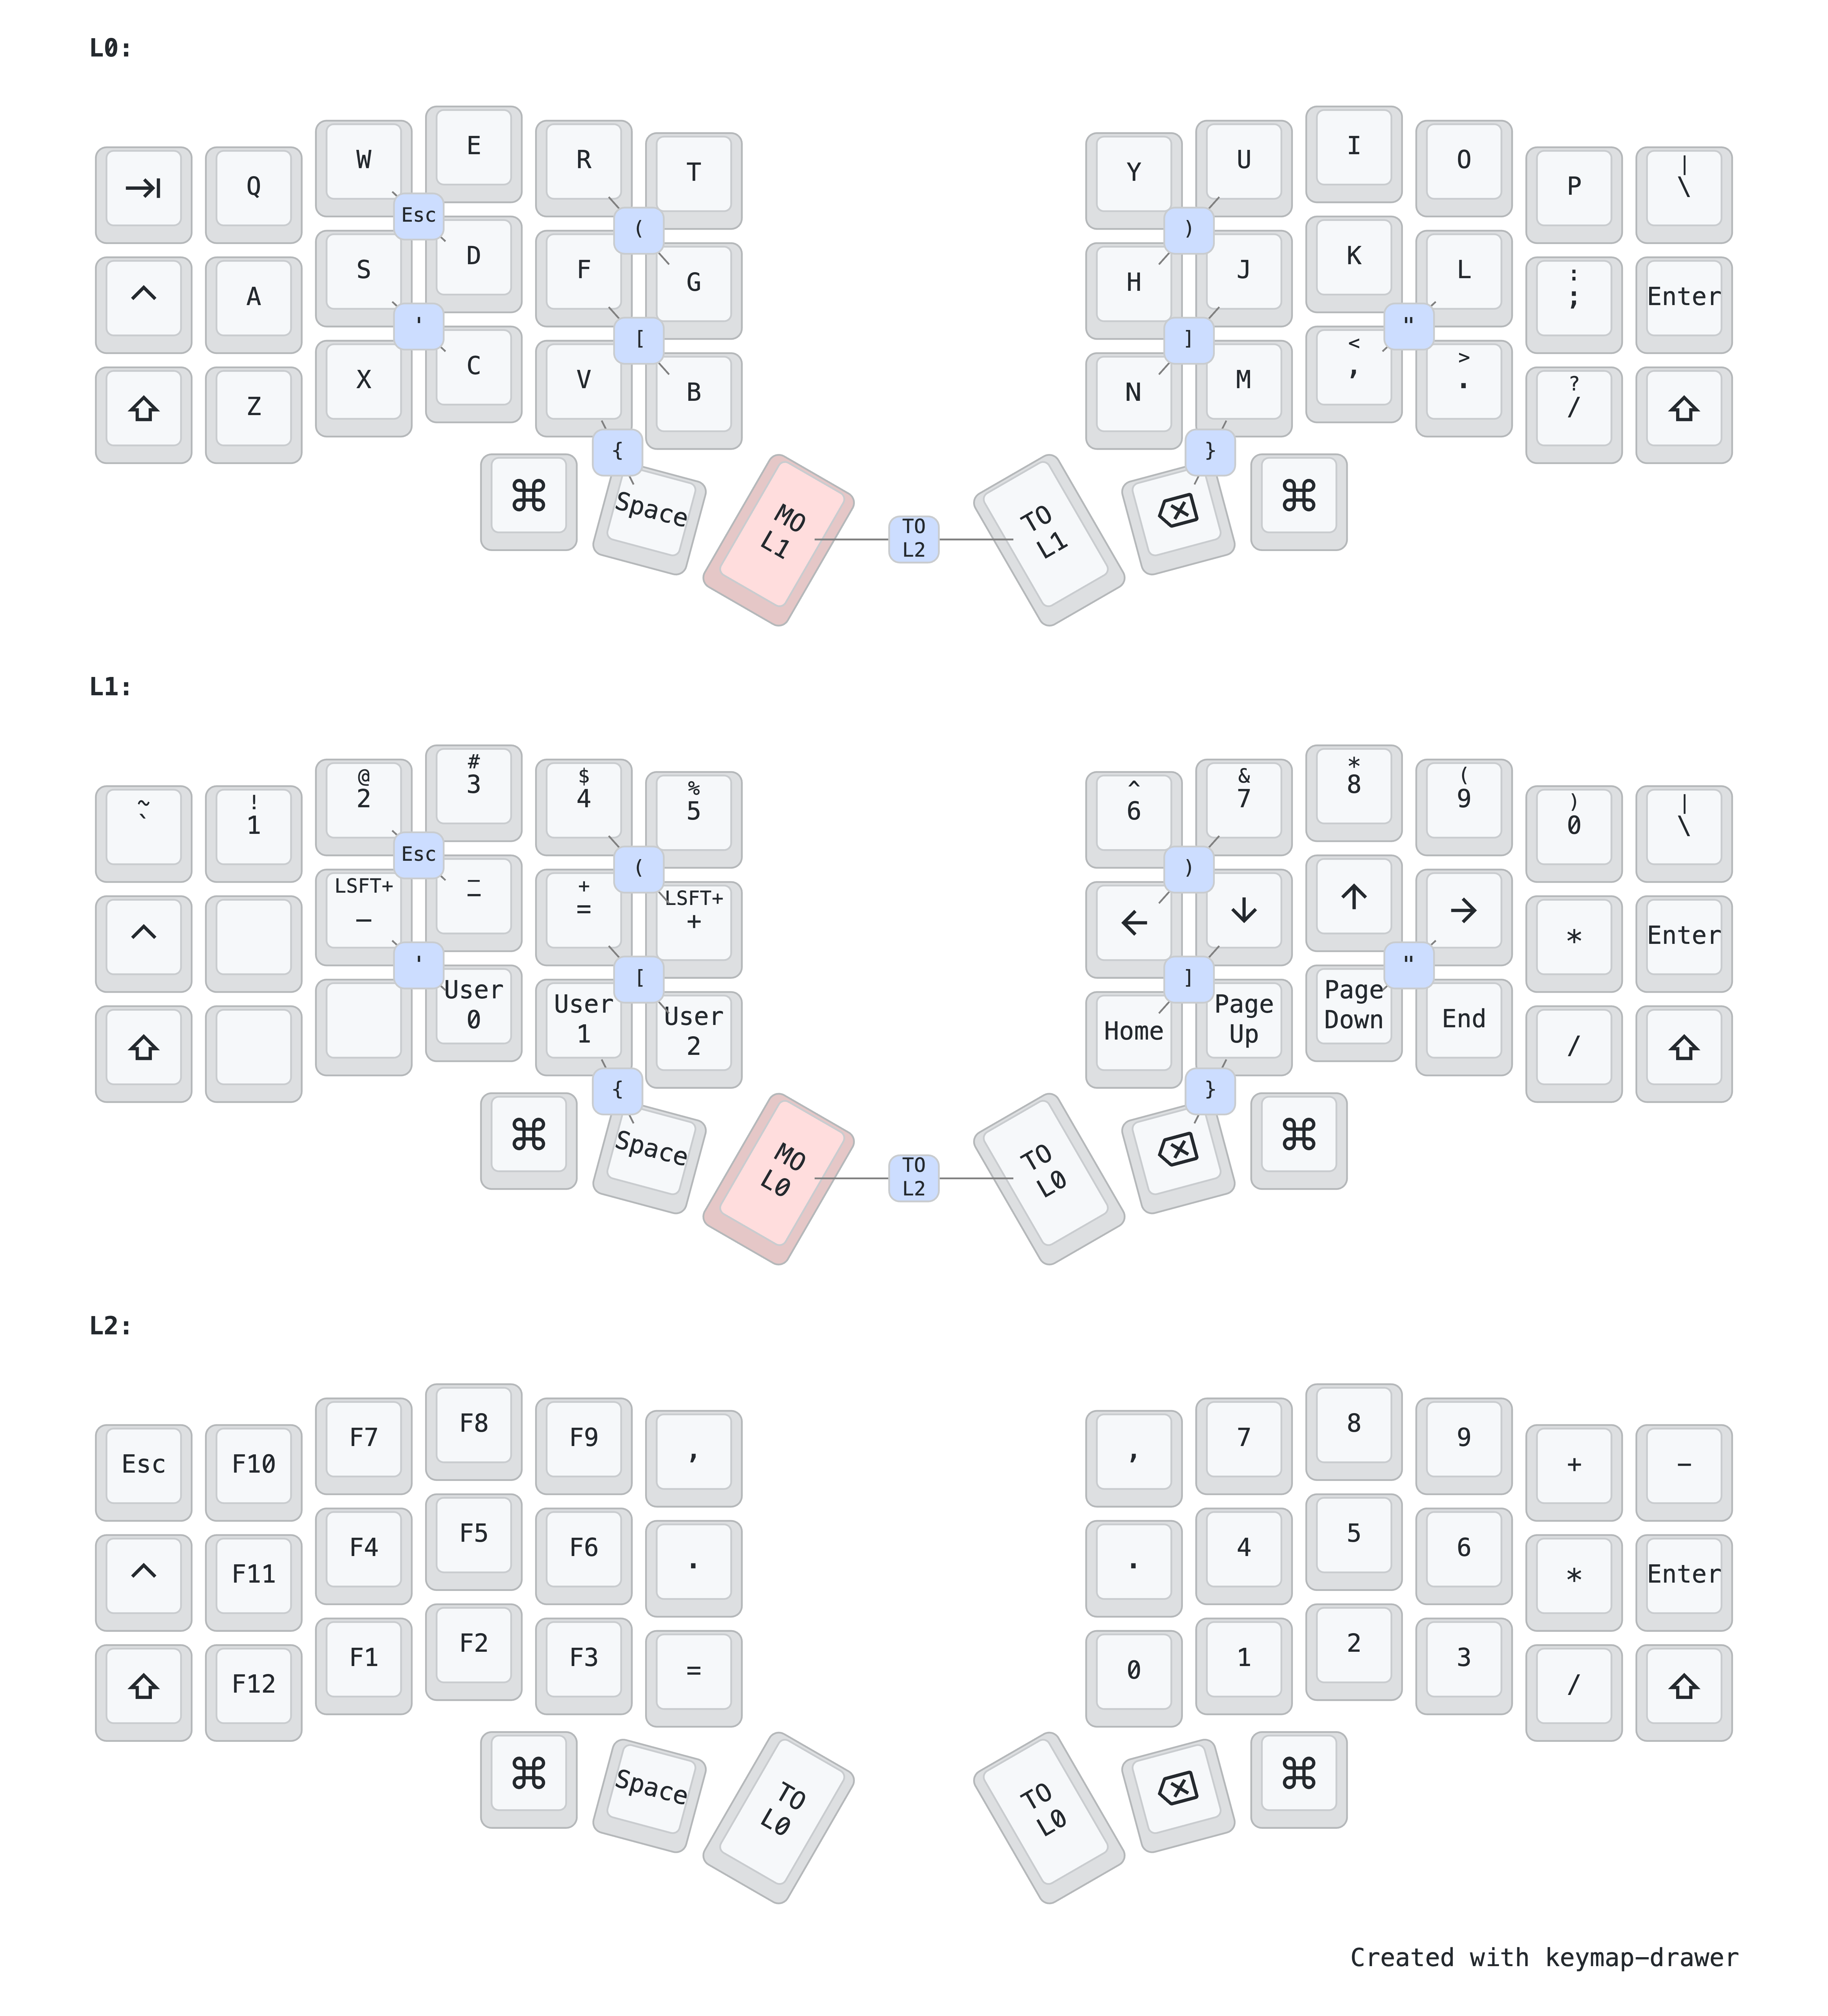 L0:
⇥ Q W E R T Y U I O P | \
Esc ( )
^ A S D F G H J K L : ; Enter
' [ ] "
⇧ Z X C V B N M < , > . ? / ⇧
{ }
⌘ Space MO L1 TO L2 TO L1 ⌫ ⌘
L1:
~ ` ! 1 @ 2 # 3 $ 4 % 5 ^ 6 & 7 * 8 ( 9 ) 0 | \
Esc ( )
^ LSFT+ − _ − + = LSFT+ + ← ↓ ↑ → * Enter
' [ ] "
⇧ User 0 User 1 User 2 Home Page Up Page Down End / ⇧
{ }
⌘ Space MO L0 TO L2 TO L0 ⌫ ⌘
L2:
Esc F10 F7 F8 F9 , , 7 8 9 + −
^ F11 F4 F5 F6 . . 4 5 6 * Enter
⇧ F12 F1 F2 F3 = 0 1 2 3 / ⇧
⌘ Space TO L0 TO L0 ⌫ ⌘
Created with keymap-drawer